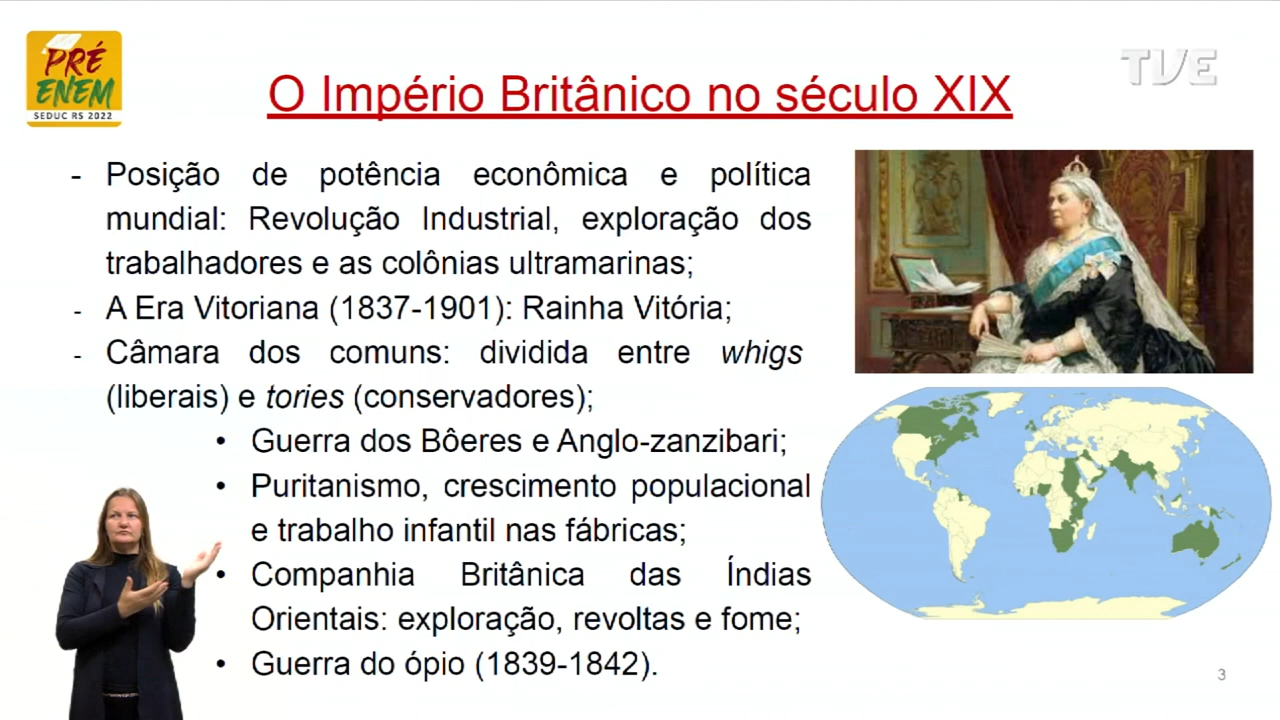 PRÉ
ENEM
SEDUC RS 2022
TVE
O Império Britânico no século XIX
- Posição de potência econômica e política
mundial: Revolução Industrial, exploração dos
trabalhadores e as colônias ultramarinas;
- A Era Vitoriana (1837-1901): Rainha Vitória;
- Câmara dos comuns: dividida entre whigs
(liberais) e tories (conservadores);
• Guerra dos Bôeres e Anglo-zanzibari;
• Puritanismo, crescimento populacional
e trabalho infantil nas fábricas;
• Companhia Britânica das Índias
Orientais: exploração, revoltas e fome;
• Guerra do ópio (1839-1842).
3